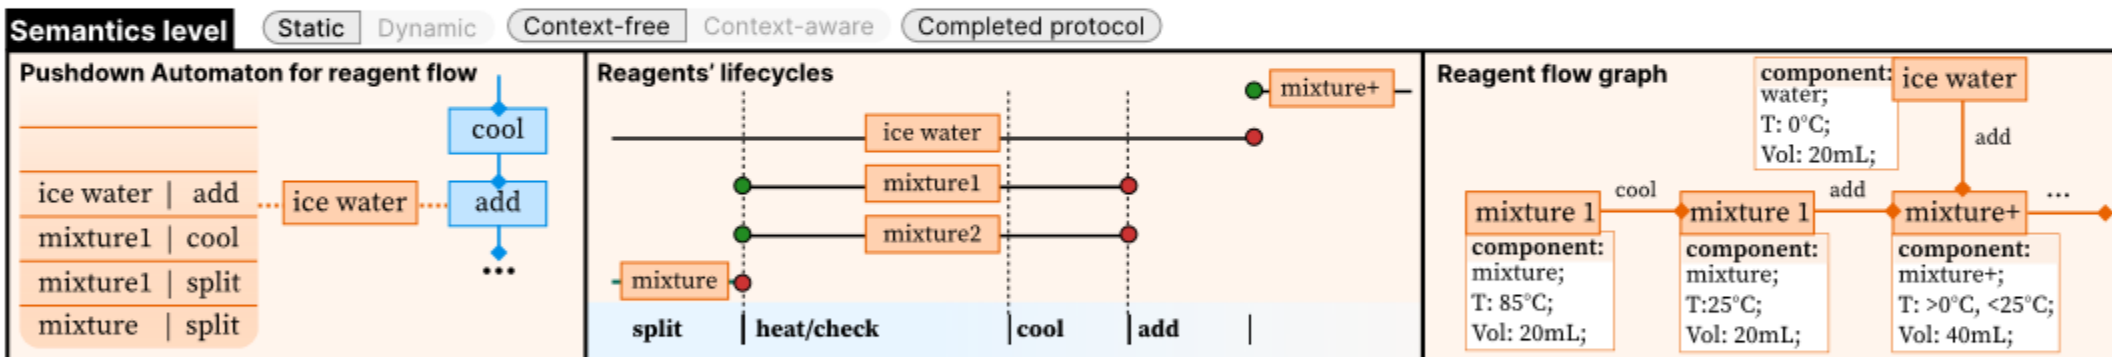 Semantics level
Static Dynamic
Context-free Context-aware
Completed protocol
Pushdown Automaton for reagent flow
ice water | add
mixture1 | cool
mixture1 | split
mixture | split
ice water
cool
add
...
Reagents' lifecycles
mixture+
ice water
mixture1
mixture2
mixture
split | heat/check | cool | add |
Reagent flow graph
component:
water;
T: 0°C;
Vol: 20mL;
ice water
add
cool
add
...
mixture 1
component:
mixture;
T: 85°C;
Vol: 20mL;
mixture 1
component:
mixture;
T:25°C;
Vol: 20mL;
mixture+
component:
mixture+;
T: >0°C, <25°C;
Vol: 40mL;